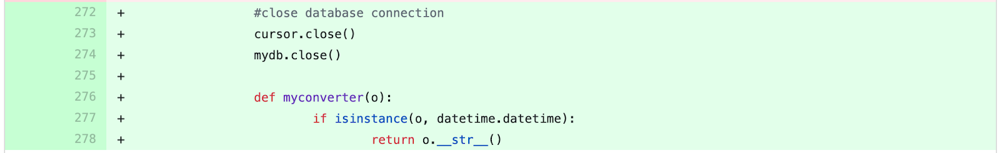 272 + #close database connection
273 + cursor.close()
274 + mydb.close()
275 +
276 + def myconverter(o):
277 + if isinstance(o, datetime.datetime):
278 + return o.__str__()